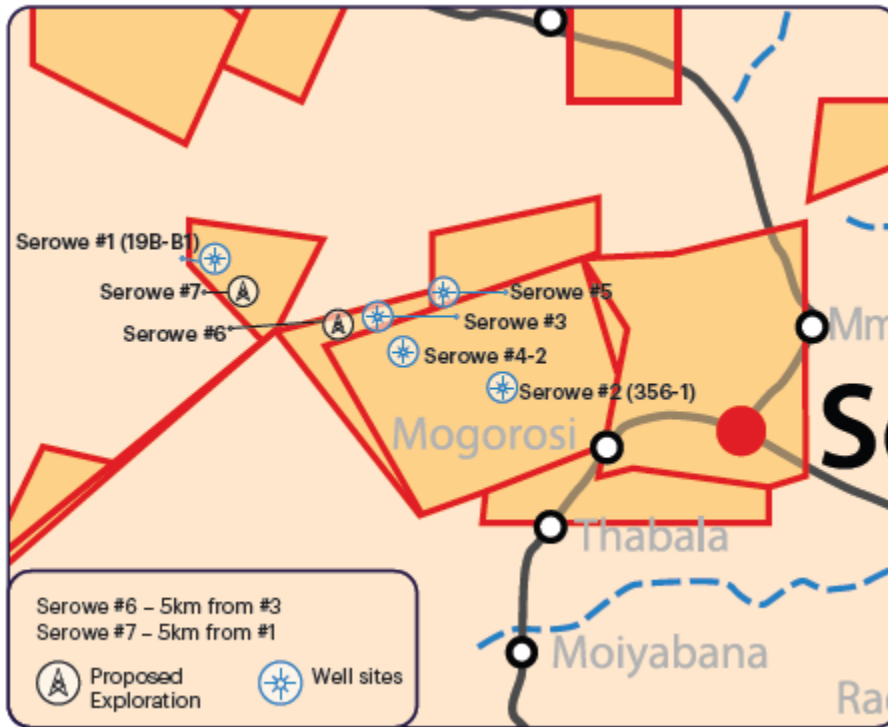 Serowe #1 (19B-B1)
Serowe #7
Serowe #5
Serowe #3
Serowe #6
Serowe #4-2
Serowe #2 (356-1)
Mogorosi
Thabala
Moiyabana
Serowe #6 – 5km from #3
Serowe #7 – 5km from #1
Proposed
Exploration
Well sites